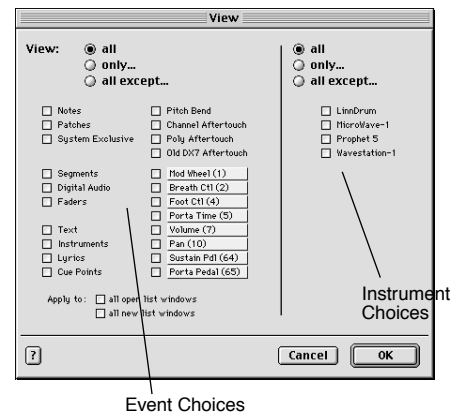 View
View:
all
only...
all except...
Notes
Patches
System Exclusive
Segments
Digital Audio
Faders
Text
Instruments
Lyrics
Cue Points
Pitch Bend
Channel Aftertouch
Poly Aftertouch
Old DX7 Aftertouch
Mod Wheel (1)
Breath Ctl (2)
Foot Ctl (4)
Porta Time (5)
Volume (7)
Pan (10)
Sustain Pdl (64)
Porta Pedal (65)
Apply to:
all open list windows
all new list windows
all
only...
all except...
LinnDrum
MicroWave-1
Prophet 5
Wavestation-1
Instrument
Choices
?
Cancel
OK
Event Choices